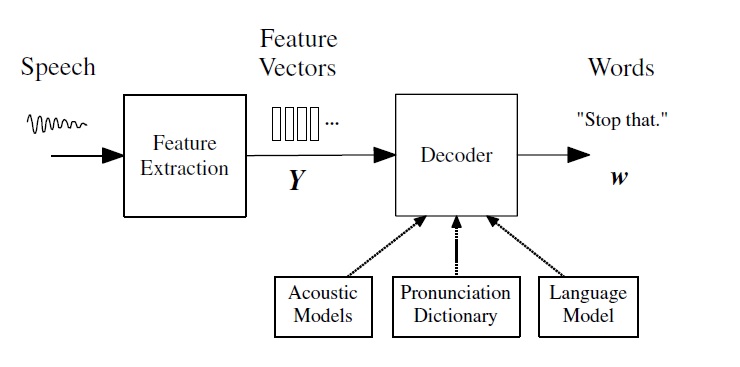 Speech
Feature
Vectors
Words
...
"Stop that."
Feature
Extraction
Decoder
Y
w
Acoustic
Models
Pronunciation
Dictionary
Language
Model